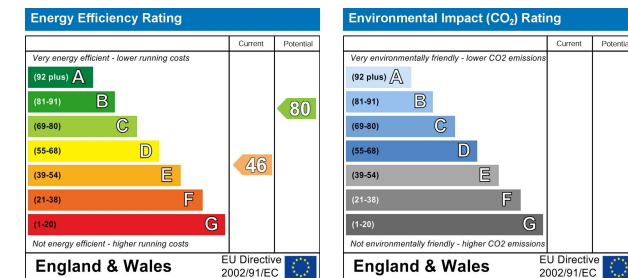 Energy Efficiency Rating
Current Potential
Very energy efficient - lower running costs
(92 plus) A
(81-91) B
(69-80) C
(55-68) D
(39-54) E
(21-38) F
(1-20) G
80
46
Not energy efficient - higher running costs
England & Wales
EU Directive
2002/91/EC
Environmental Impact (CO2) Rating
Current Potential
Very environmentally friendly - lower CO2 emissions
(92 plus) A
(81-91) B
(69-80) C
(55-68) D
(39-54) E
(21-38) F
(1-20) G
Not environmentally friendly - higher CO2 emissions
England & Wales
EU Directive
2002/91/EC